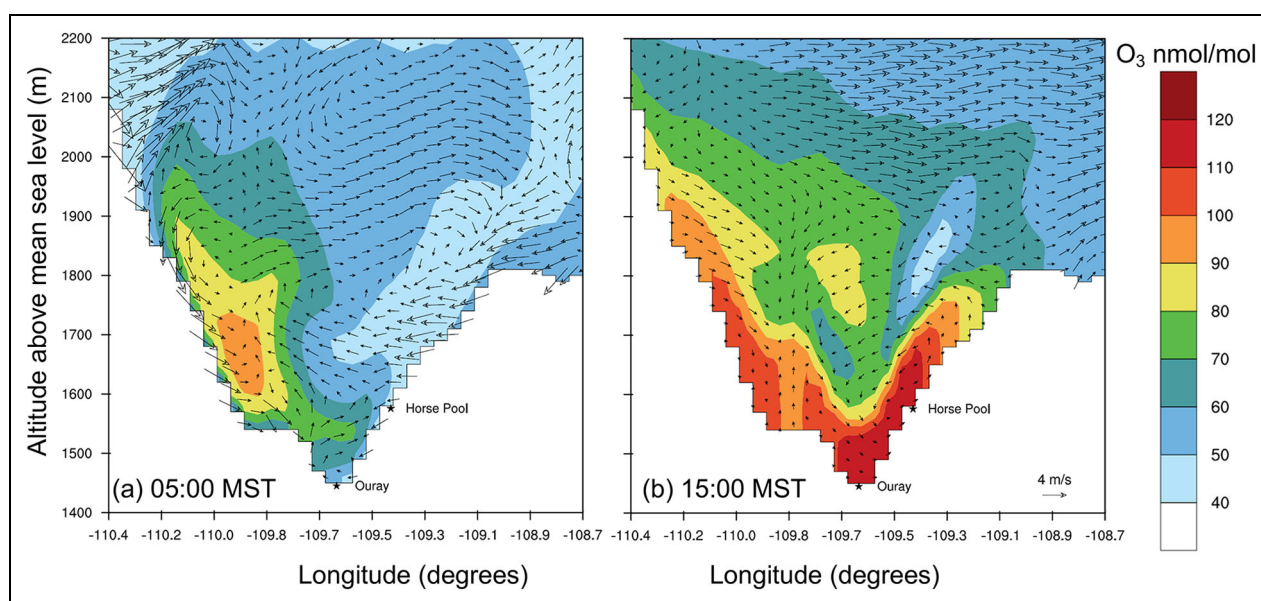 O₃ nmol/mol
Altitude above mean sea level (m)
2200
2100
2000
1900
1800
1700
1600
1500
1400
Horse Pool
Ouray
(a) 05:00 MST
-110.4 -110.2 -110.0 -109.8 -109.7 -109.5 -109.3 -109.1 -108.9 -108.7
Longitude (degrees)
Horse Pool
Ouray
(b) 15:00 MST
4 m/s
-110.4 -110.2 -110.0 -109.8 -109.7 -109.5 -109.3 -109.1 -108.9 -108.7
Longitude (degrees)
120
110
100
90
80
70
60
50
40